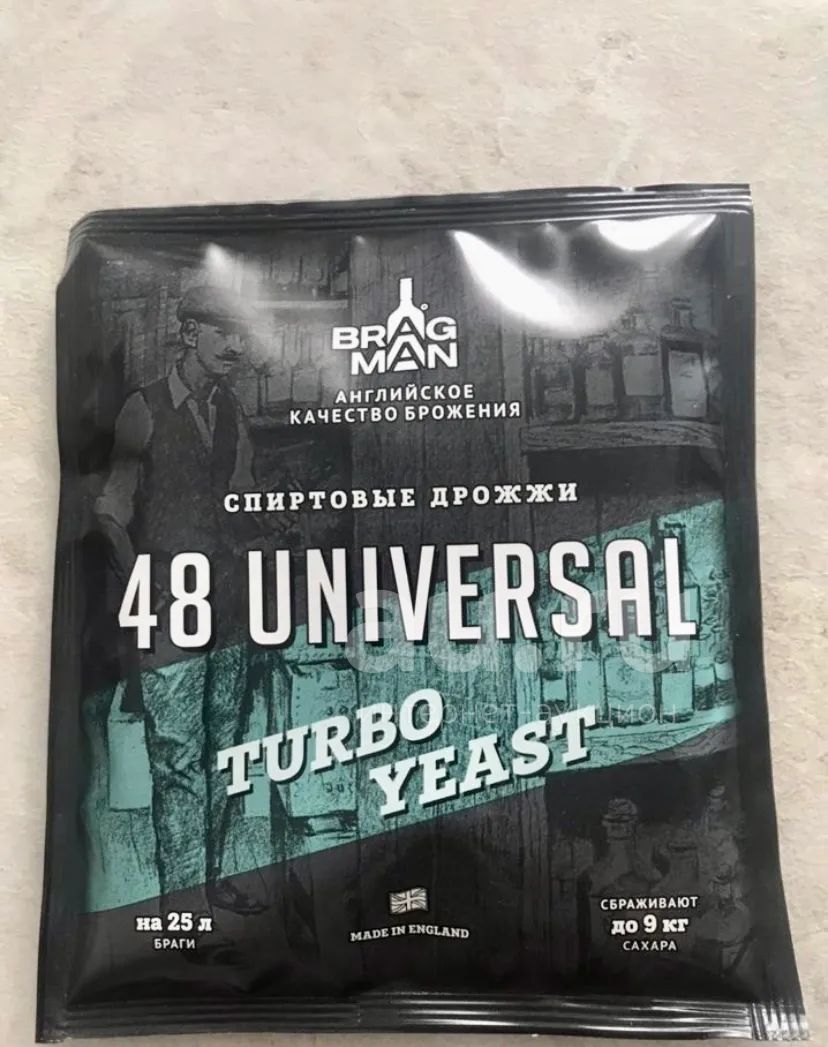 BRAG
MAN
АНГЛИЙСКОЕ
КАЧЕСТВО БРОЖЕНИЯ
СПИРТОВЫЕ ДРОЖЖИ
48 UNIVERSAL
TURBO
YEAST
на 25 л
БРАГИ
MADE IN ENGLAND
СБРАЖИВАЮТ
до 9 кг
САХАРА